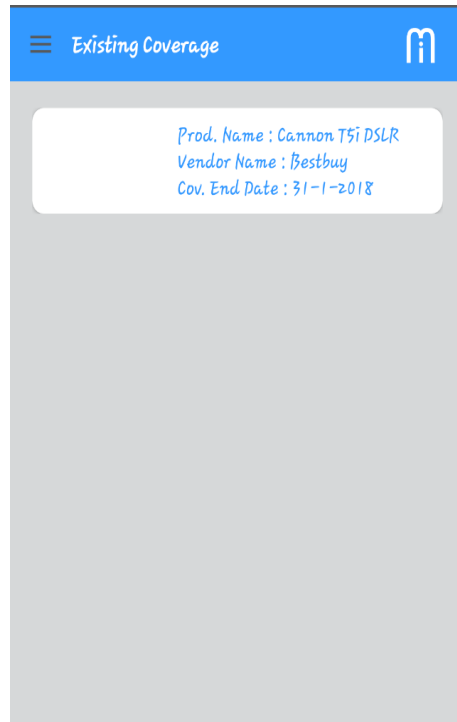 Existing Coverage
Prod. Name : Cannon T5i DSLR
Vendor Name : Bestbuy
Cov. End Date : 31-1-2018